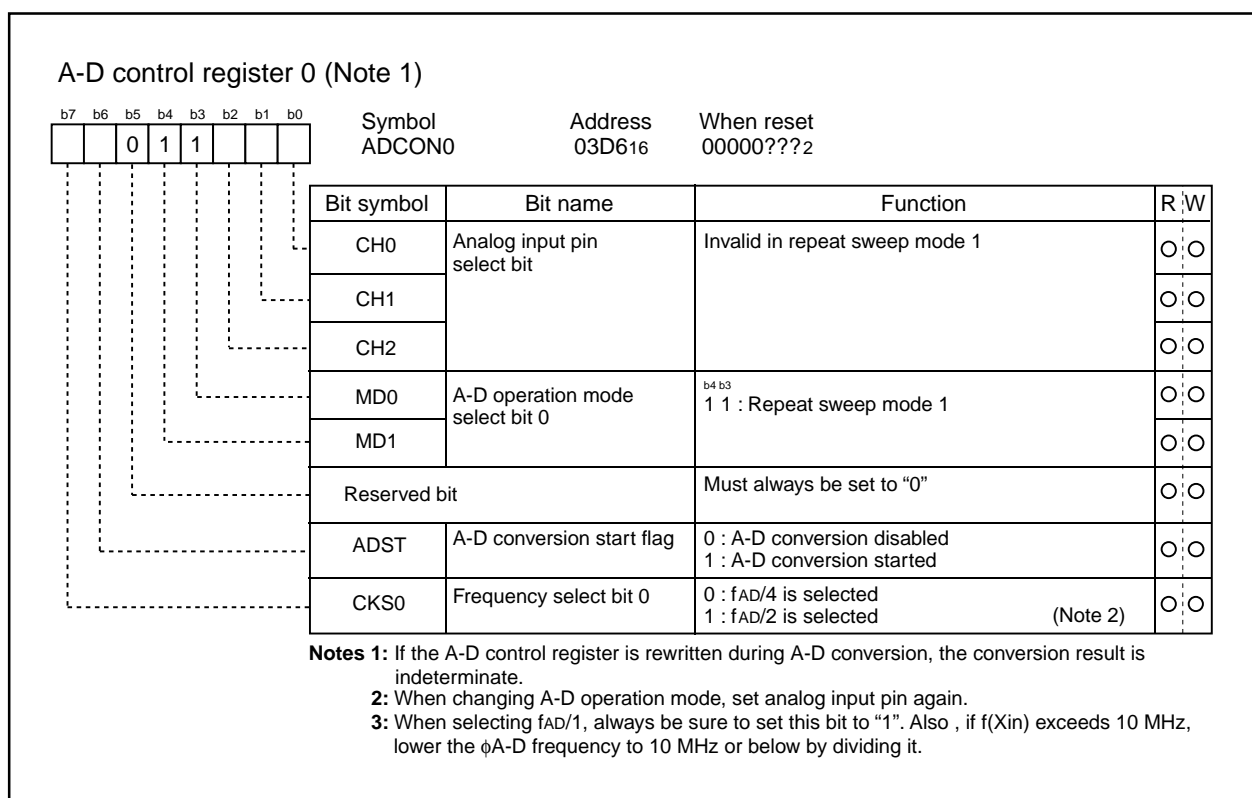 A-D control register 0 (Note 1)
b7 b6 b5 b4 b3 b2 b1 b0
0 1 1
Symbol Address When reset
ADCON0 03D616 00000???2
Bit symbol Bit name Function R W
CH0 Analog input pin select bit Invalid in repeat sweep mode 1 O O
CH1 O O
CH2 O O
MD0 A-D operation mode select bit 0 b4 b3
1 1 : Repeat sweep mode 1 O O
MD1 O O
Reserved bit Must always be set to “0” O O
ADST A-D conversion start flag 0 : A-D conversion disabled
1 : A-D conversion started O O
CKS0 Frequency select bit 0 0 : fAD/4 is selected
1 : fAD/2 is selected (Note 2) O O
Notes 1: If the A-D control register is rewritten during A-D conversion, the conversion result is
indeterminate.
2: When changing A-D operation mode, set analog input pin again.
3: When selecting fAD/1, always be sure to set this bit to “1”. Also , if f(Xin) exceeds 10 MHz,
lower the ϕA-D frequency to 10 MHz or below by dividing it.